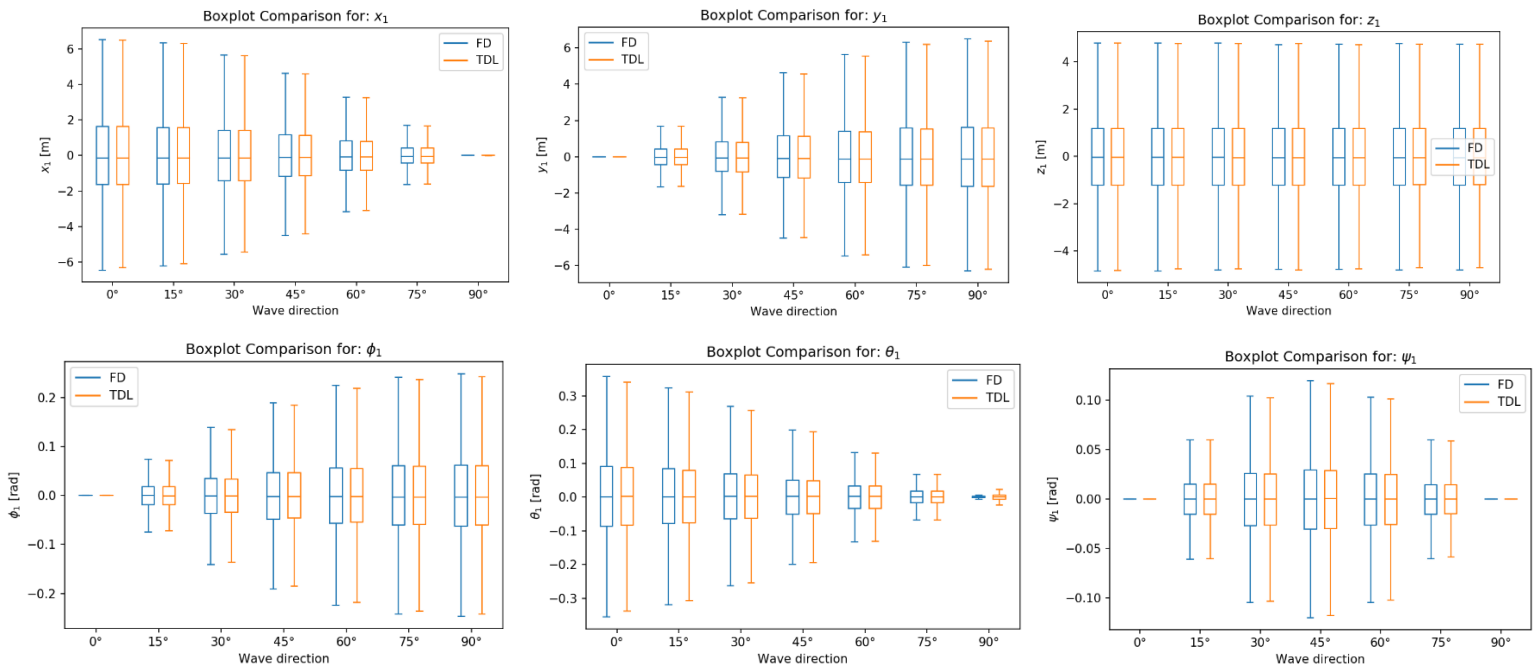 Boxplot Comparison for: x₁
FD
TDL
6
4
2
0
−2
−4
−6
x₁ [m]
0° 15° 30° 45° 60° 75° 90°
Wave direction
Boxplot Comparison for: y₁
FD
TDL
6
4
2
0
−2
−4
−6
y₁ [m]
0° 15° 30° 45° 60° 75° 90°
Wave direction
Boxplot Comparison for: z₁
4
2
0
−2
−4
z₁ [m]
FD
TDL
0° 15° 30° 45° 60° 75° 90°
Wave direction
Boxplot Comparison for: ϕ₁
FD
TDL
0.2
0.1
0.0
−0.1
−0.2
ϕ₁ [rad]
0° 15° 30° 45° 60° 75° 90°
Wave direction
Boxplot Comparison for: θ₁
FD
TDL
0.3
0.2
0.1
0.0
−0.1
−0.2
−0.3
θ₁ [rad]
0° 15° 30° 45° 60° 75° 90°
Wave direction
Boxplot Comparison for: ψ₁
FD
TDL
0.10
0.05
0.00
−0.05
−0.10
ψ₁ [rad]
0° 15° 30° 45° 60° 75° 90°
Wave direction